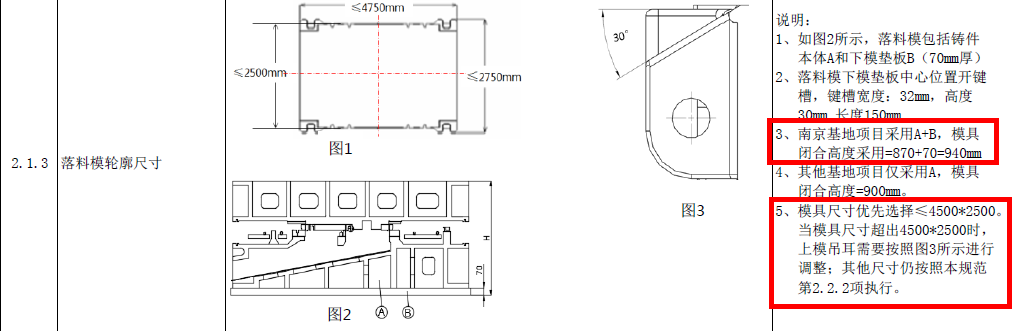 2.1.3
落料模轮廓尺寸
≤4750mm
≤2500mm
≤2750mm
图1
H
70
A
B
图2
30°
图3
说明:
1、如图2所示，落料模包括铸件
本体A和下模垫板B（70mm厚）
2、落料模下模垫板中心位置开键
槽，键槽宽度：32mm，高度
30mm 长度150mm
3、南京基地项目采用A+B，模具
闭合高度采用=870+70=940mm
4、其他基地项目仅采用A，模具
闭合高度=900mm。
5、模具尺寸优先选择≤4500*2500。
当模具尺寸超出4500*2500时，
上模吊耳需要按照图3所示进行
调整；其他尺寸仍按照本规范
第2.2.2项执行。